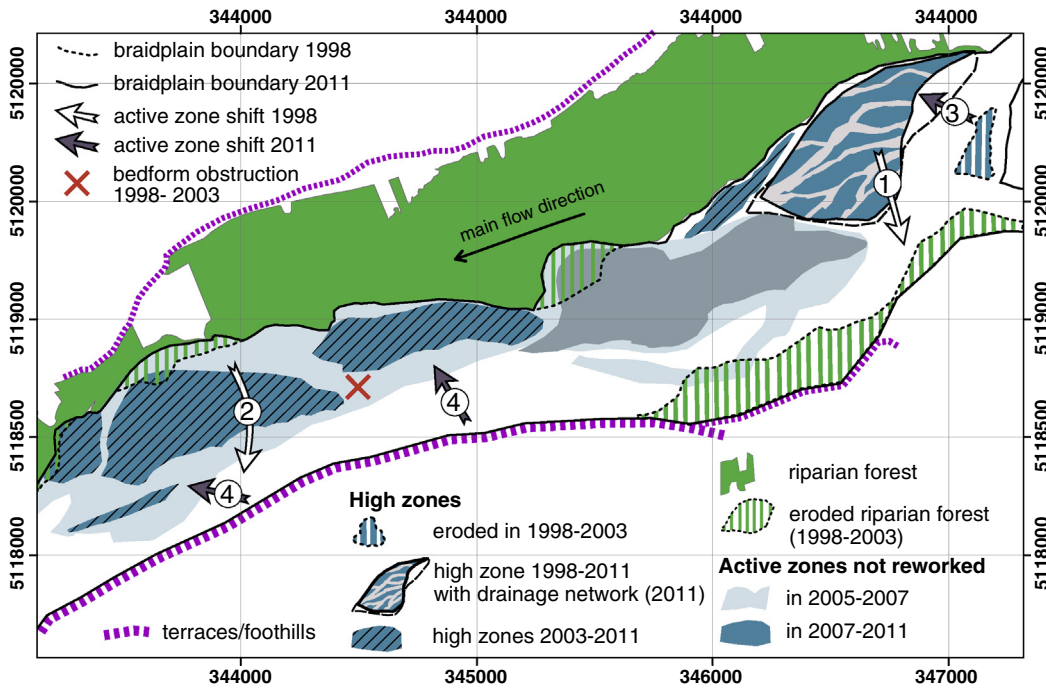 344000 344000 346000 344000
braidplain boundary 1998
braidplain boundary 2011
active zone shift 1998
active zone shift 2011
bedform obstruction
1998- 2003
main flow direction
1
2
3
4
4
5120000
5120000
5119000
5118500
5118000
5120000
5120000
5119000
5118500
5118000
High zones
eroded in 1998-2003
high zone 1998-2011
with drainage network (2011)
high zones 2003-2011
terraces/foothills
riparian forest
eroded riparian forest
(1998-2003)
Active zones not reworked
in 2005-2007
in 2007-2011
344000 345000 346000 347000